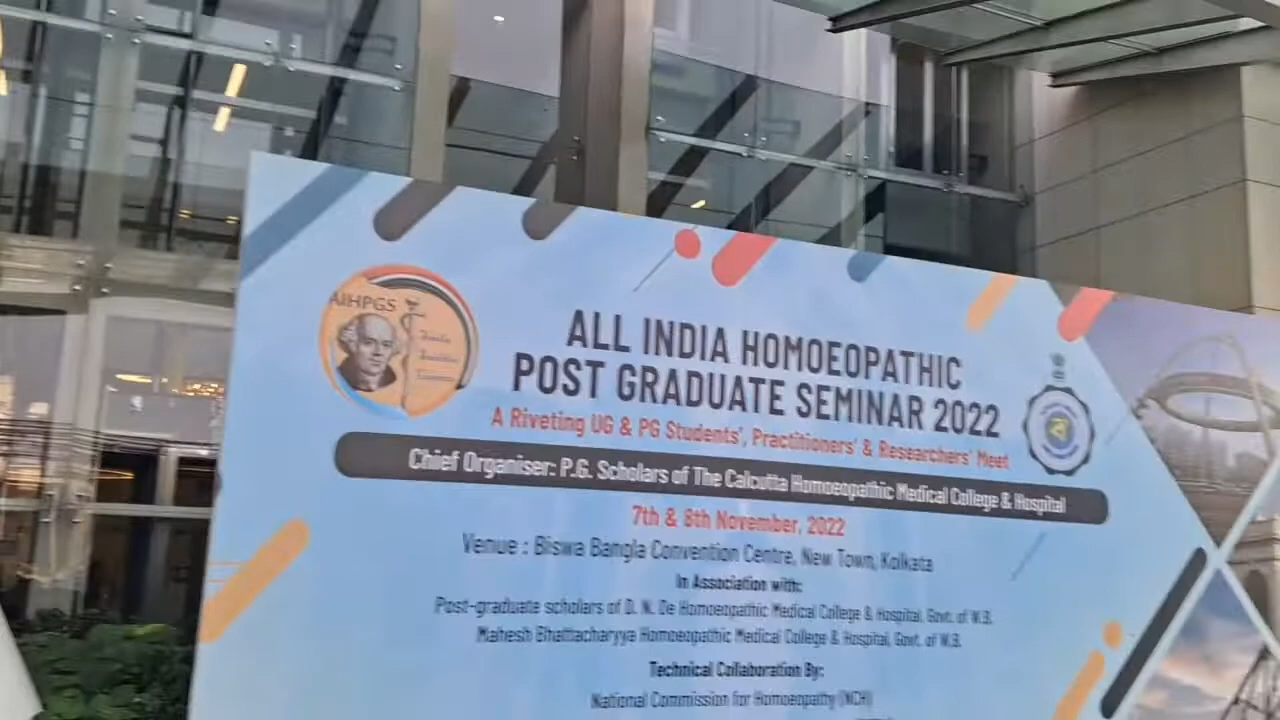 AIHPGS
ALL INDIA HOMOEOPATHIC
POST GRADUATE SEMINAR 2022
A Riveting UG & PG Students', Practitioners' & Researchers' Meet
Chief Organiser: P.G. Scholars of The Calcutta Homoeopathic Medical College & Hospital
7th & 8th November, 2022
Venue : Biswa Bangla Convention Centre, New Town, Kolkata
In Association with:
Post-graduate scholars of D. N. De Homoeopathic Medical College & Hospital, Govt. of W.B.
Mahesh Bhattacharyya Homoeopathic Medical College & Hospital, Govt. of W.B.
Technical Collaboration By:
National Commission for Homoeopathy (NCH)